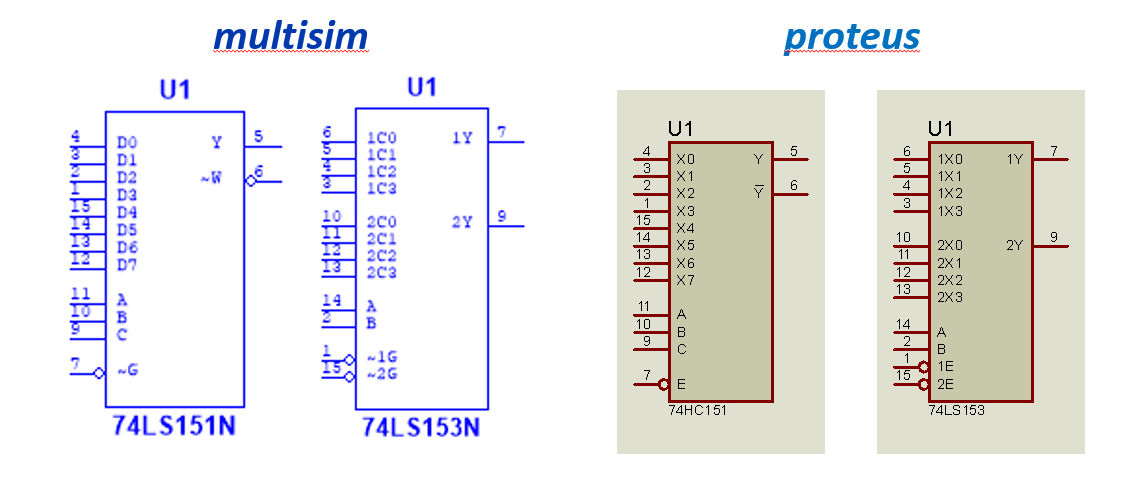 multisim
proteus
U1
4 D0 Y 5
3 D1
2 D2 ~W 6
1 D3
15 D4
14 D5
13 D6
12 D7
11 A
10 B
9 C
7 ~G
74LS151N
U1
6 1C0 1Y 7
5 1C1
4 1C2
3 1C3
10 2C0 2Y 9
11 2C1
12 2C2
13 2C3
14 A
2 B
1 ~1G
15 ~2G
74LS153N
U1
4 X0 Y 5
3 X1
2 X2 Y 6
1 X3
15 X4
14 X5
13 X6
12 X7
11 A
10 B
9 C
7 E
74HC151
U1
6 1X0 1Y 7
5 1X1
4 1X2
3 1X3
10 2X0 2Y 9
11 2X1
12 2X2
13 2X3
14 A
2 B
1 1E
15 2E
74LS153